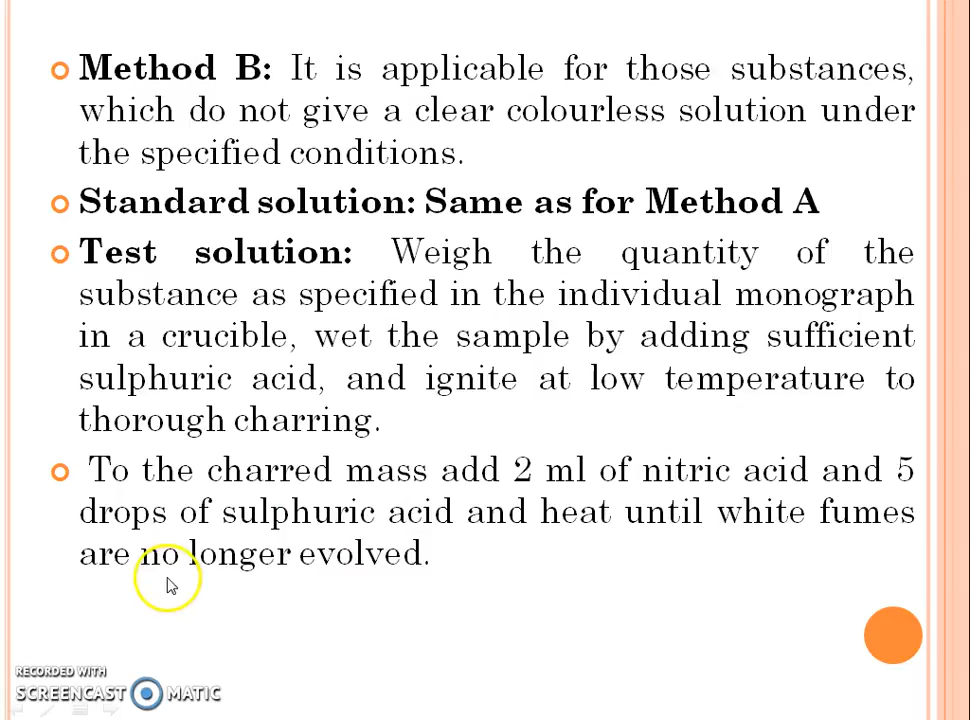 Method B: It is applicable for those substances,
which do not give a clear colourless solution under
the specified conditions.
Standard solution: Same as for Method A
Test solution: Weigh the quantity of the
substance as specified in the individual monograph
in a crucible, wet the sample by adding sufficient
sulphuric acid, and ignite at low temperature to
thorough charring.
To the charred mass add 2 ml of nitric acid and 5
drops of sulphuric acid and heat until white fumes
are no longer evolved.
RECORDED WITH
SCREENCAST MATIC